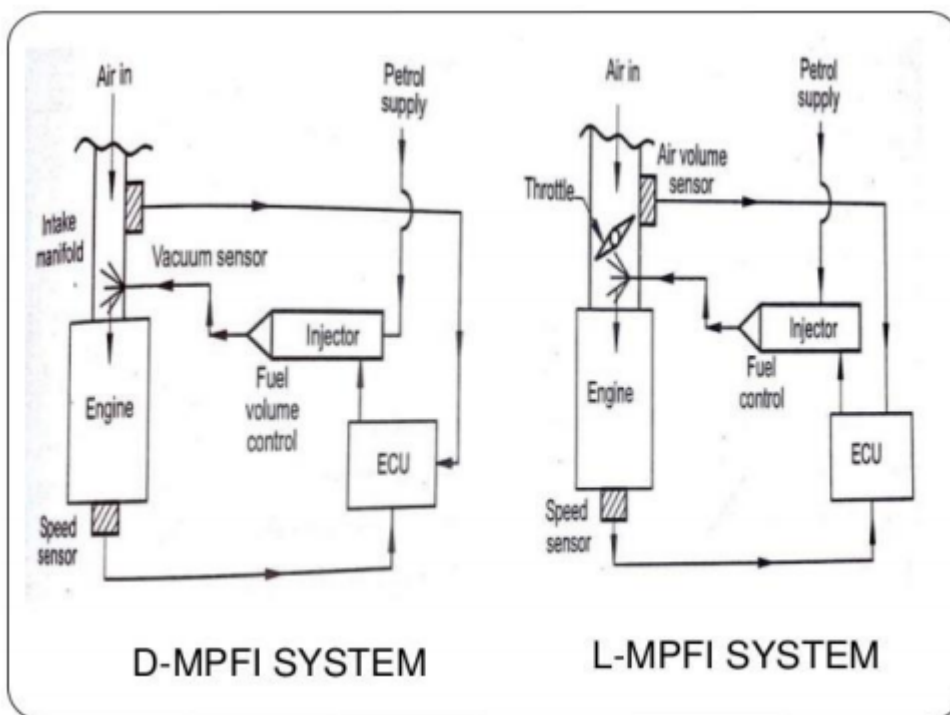 Air in
Petrol
supply
Intake
manifold
Vacuum sensor
Injector
Fuel
volume
control
Engine
ECU
Speed
sensor
D-MPFI SYSTEM
Air in
Petrol
supply
Air volume
sensor
Throttle
Injector
Fuel
control
Engine
ECU
Speed
sensor
L-MPFI SYSTEM